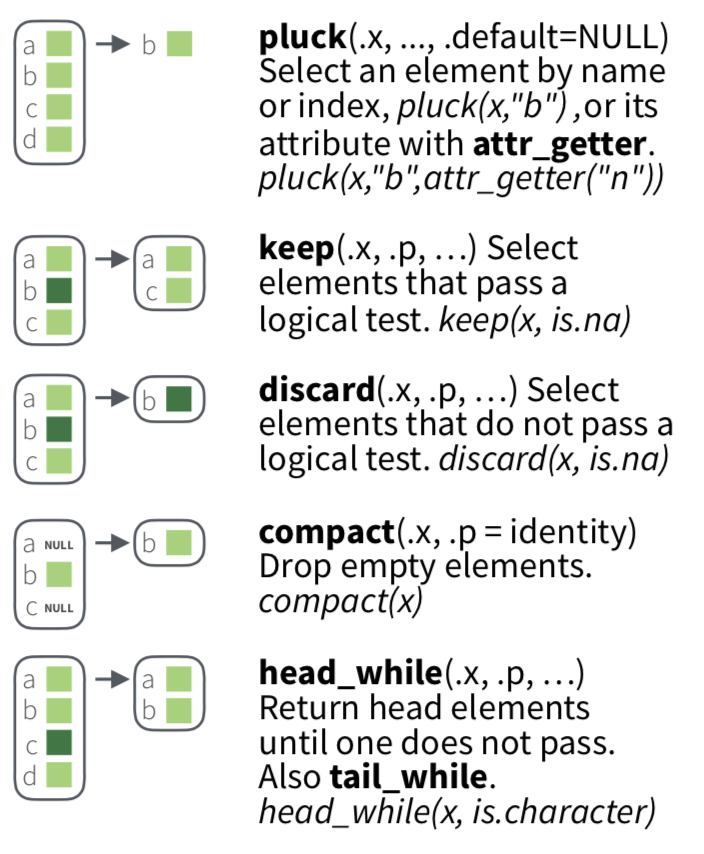 a
b
c
d
b
pluck(.x, ..., .default=NULL)
Select an element by name
or index, pluck(x,"b") ,or its
attribute with attr_getter.
pluck(x,"b",attr_getter("n"))
a
b
c
a
c
keep(.x, .p, …) Select
elements that pass a
logical test. keep(x, is.na)
a
b
c
b
discard(.x, .p, …) Select
elements that do not pass a
logical test. discard(x, is.na)
a NULL
b
c NULL
b
compact(.x, .p = identity)
Drop empty elements.
compact(x)
a
b
c
d
a
b
head_while(.x, .p, …)
Return head elements
until one does not pass.
Also tail_while.
head_while(x, is.character)